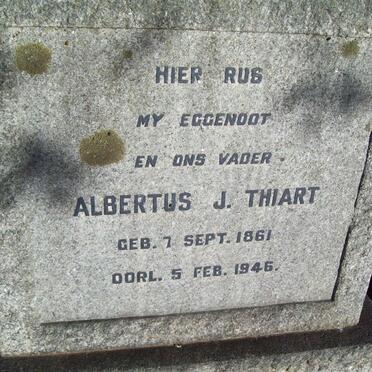 HIER RUS
MY EGGENOOT
EN ONS VADER
ALBERTUS J. THIART
GEB. 7 SEPT. 1861
OORL. 5 FEB. 1946.